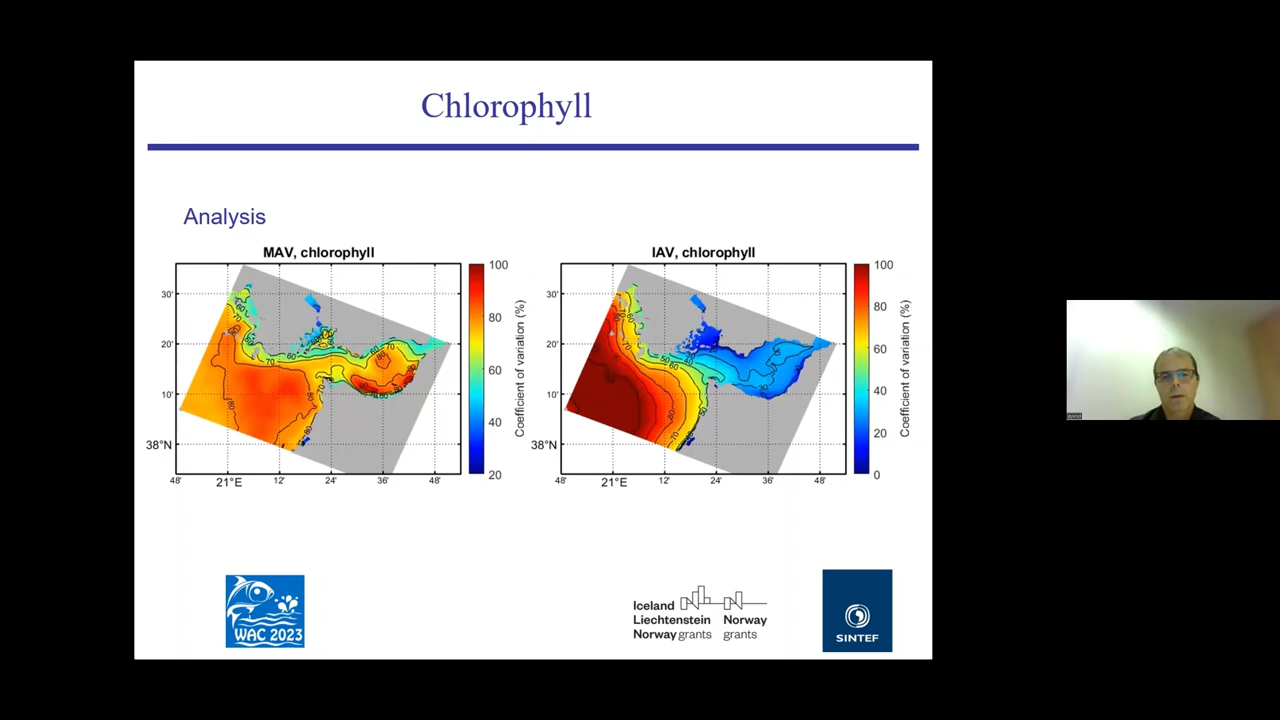 Chlorophyll
Analysis
MAV, chlorophyll
30'
20'
10'
38°N
48'
21°E
12'
24'
36'
48'
100
80
60
40
20
Coefficient of variation (%)
IAV, chlorophyll
30'
20'
10'
38°N
48'
21°E
12'
24'
36'
48'
100
80
60
40
20
0
Coefficient of variation (%)
WAC 2023
Iceland
Liechtenstein
Norway grants
Norway
grants
SINTEF